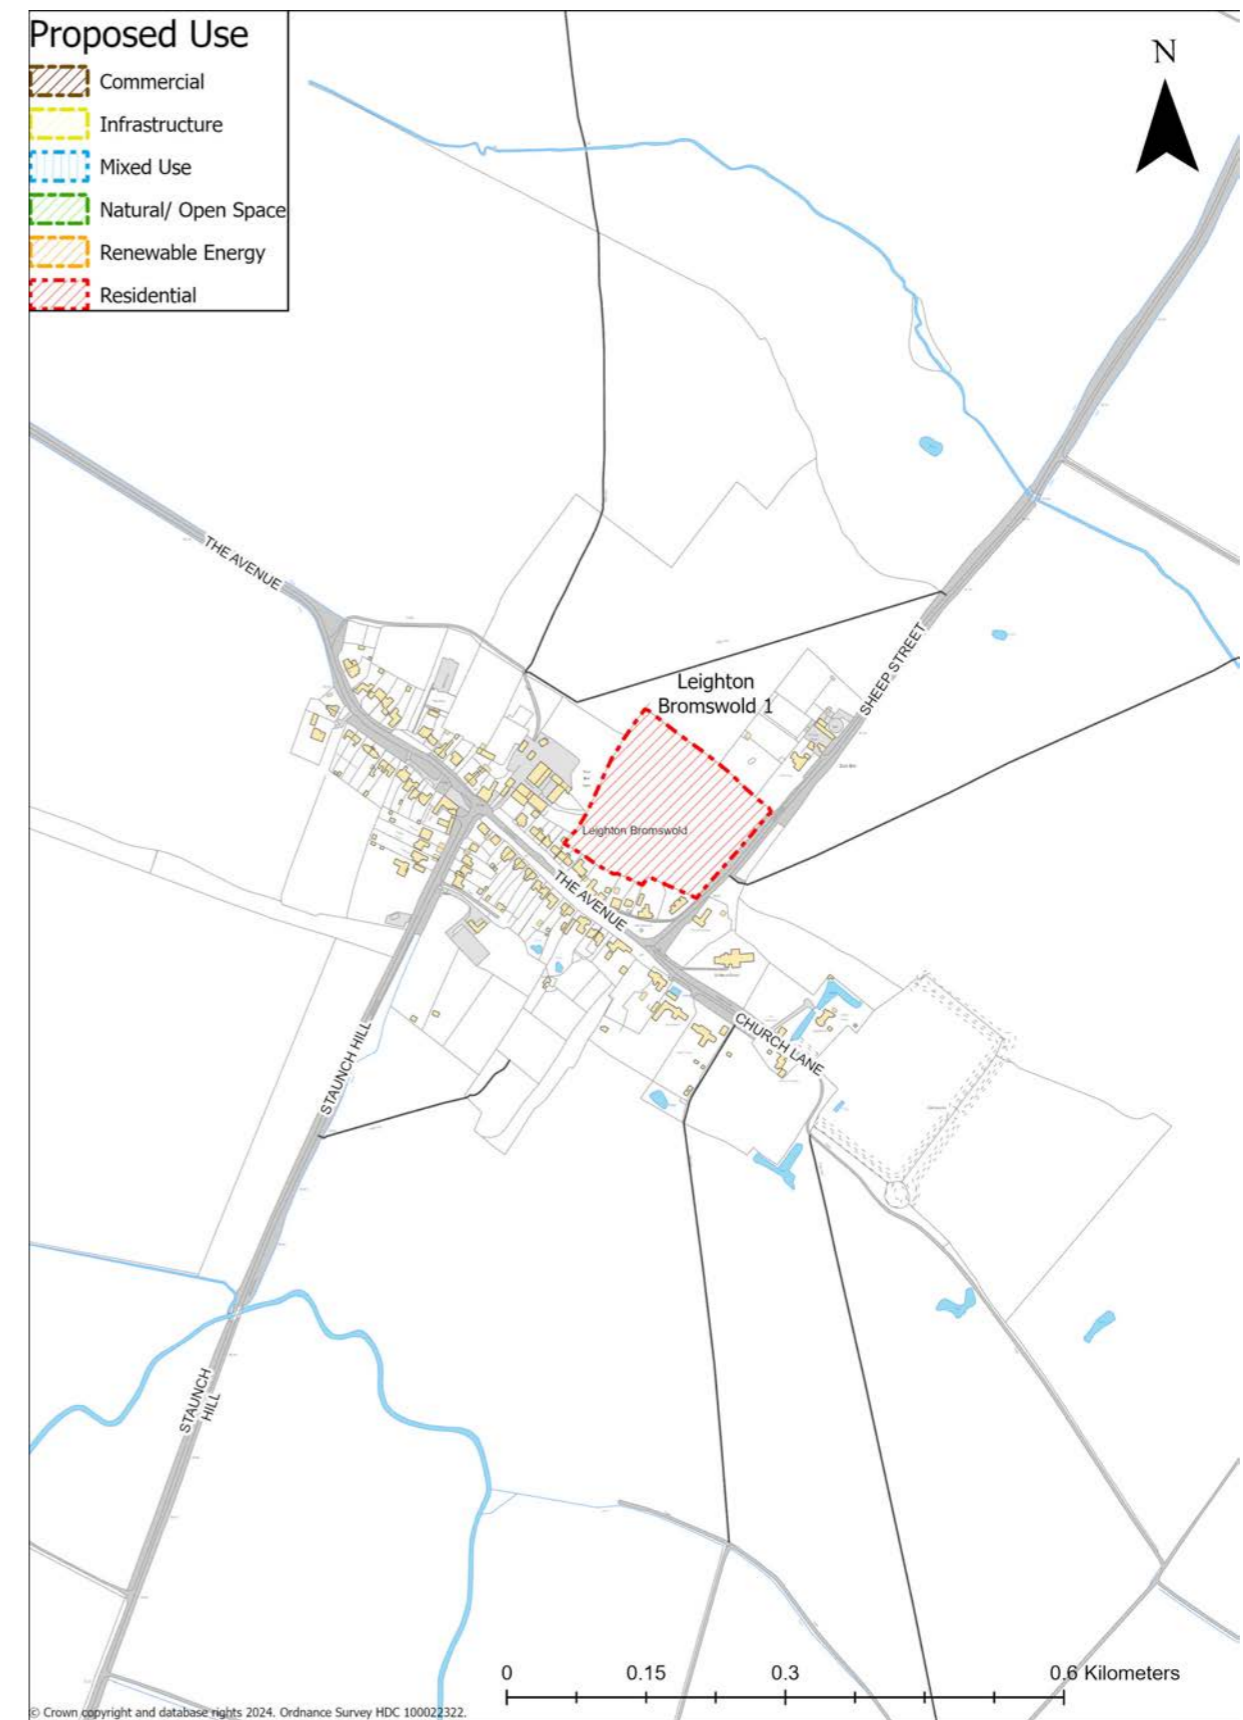 Proposed Use
Commercial
Infrastructure
Mixed Use
Natural/ Open Space
Renewable Energy
Residential
N
THE AVENUE
SHEEP STREET
Leighton
Bromswold 1
Leighton Bromswold
THE AVENUE
CHURCH LANE
STAUNCH HILL
STAUNCH
HILL
0 0.15 0.3 0.6 Kilometers
© Crown copyright and database rights 2024. Ordnance Survey HDC 100022322.